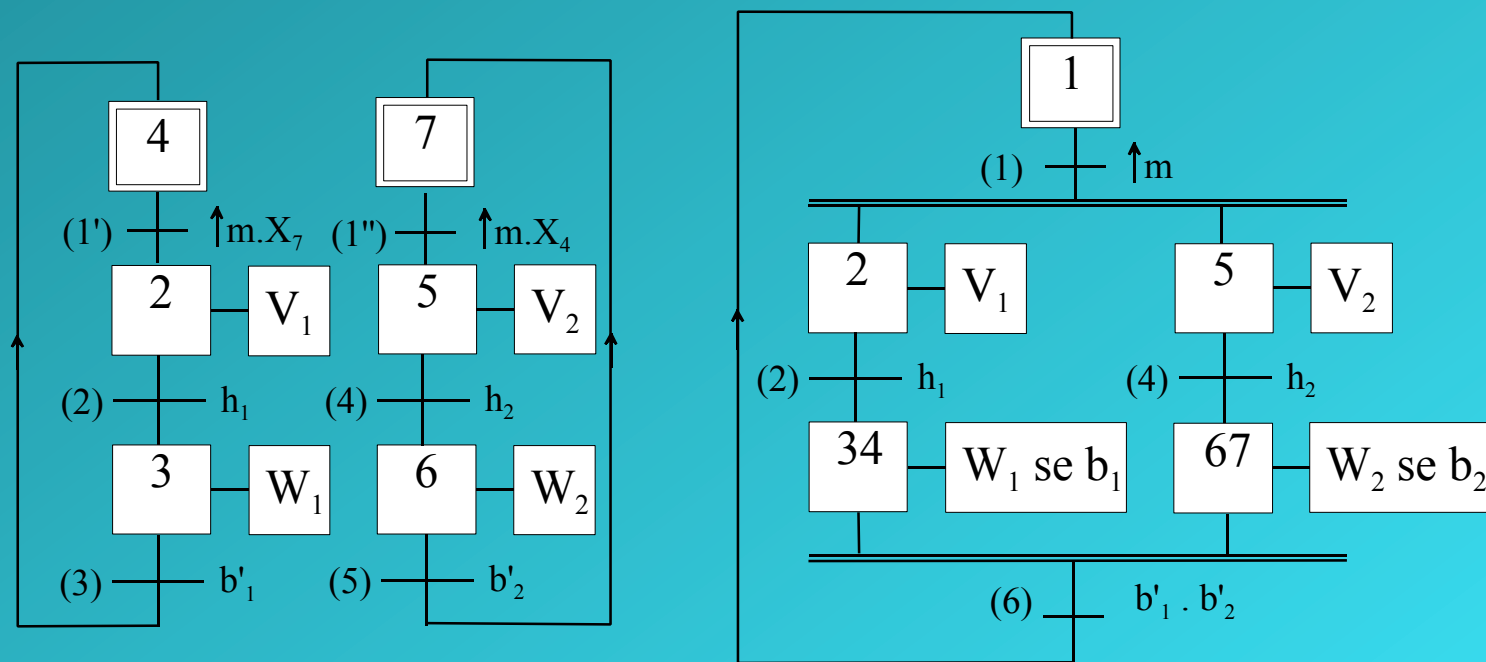 4
(1') ↑m.X₇
2
V₁
(2) h₁
3
W₁
(3) b'₁
7
(1'') ↑m.X₄
5
V₂
(4) h₂
6
W₂
(5) b'₂
1
(1) ↑m
2
V₁
(2) h₁
34
W₁ se b₁
5
V₂
(4) h₂
67
W₂ se b₂
(6) b'₁ . b'₂